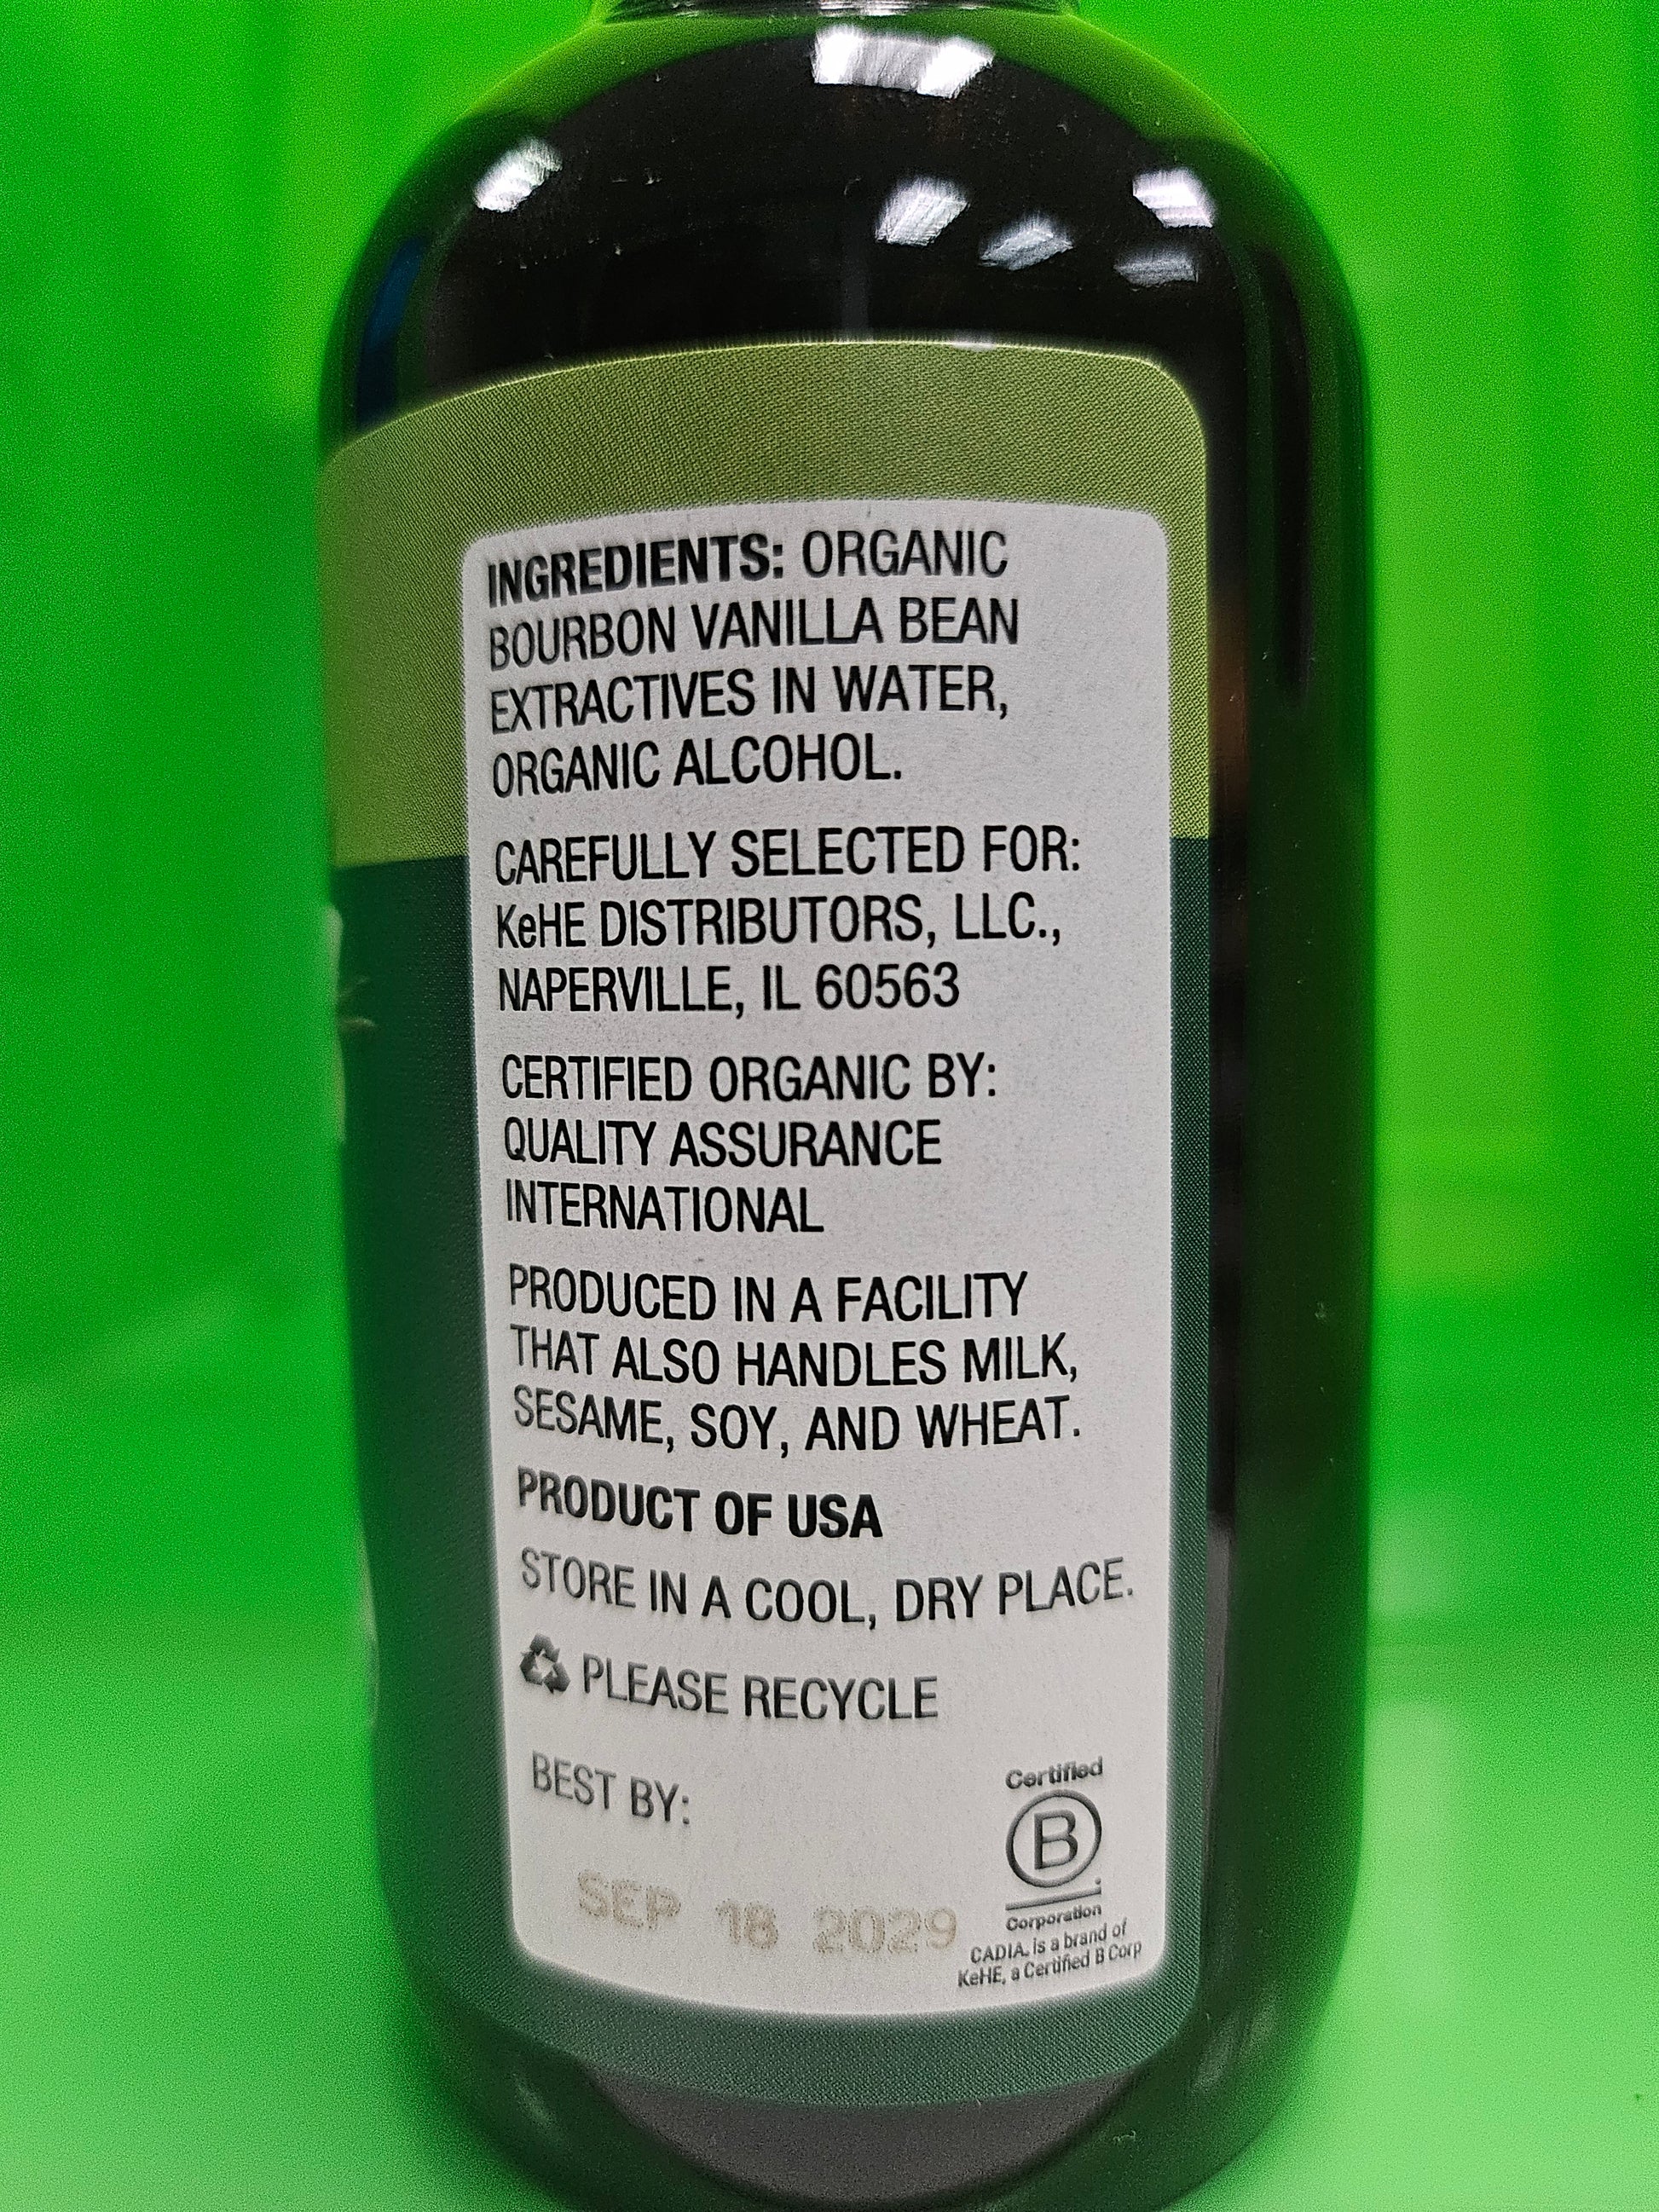 INGREDIENTS: ORGANIC
BOURBON VANILLA BEAN
EXTRACTIVES IN WATER,
ORGANIC ALCOHOL.
CAREFULLY SELECTED FOR:
KeHE DISTRIBUTORS, LLC.,
NAPERVILLE, IL 60563
CERTIFIED ORGANIC BY:
QUALITY ASSURANCE
INTERNATIONAL
PRODUCED IN A FACILITY
THAT ALSO HANDLES MILK,
SESAME, SOY, AND WHEAT.
PRODUCT OF USA
STORE IN A COOL, DRY PLACE.
PLEASE RECYCLE
BEST BY:
SEP 18 2029
Certified
B
Corporation
CADIA. is a brand of
KeHE, a Certified B Corp